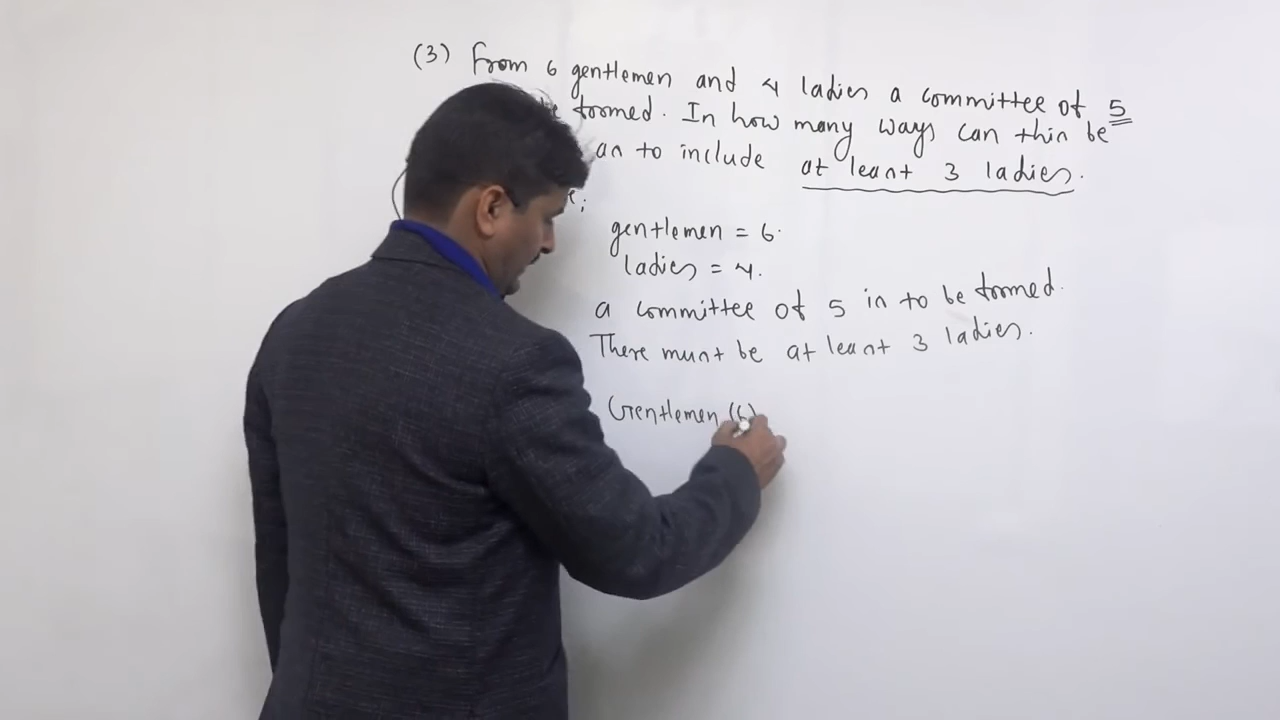 (3) From 6 gentlemen and 4 ladies a committee of 5
formed. In how many ways can this be
as to include at least 3 ladies.
gentlemen = 6.
ladies = 4.
a committee of 5 is to be formed.
There must be at least 3 ladies.
Gentlemen (6)